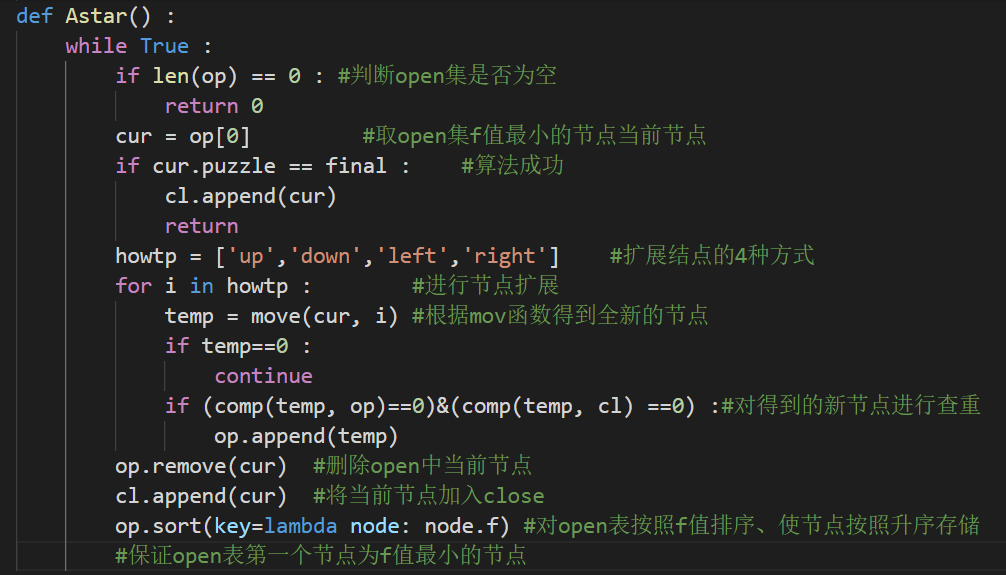 def Astar() :
    while True :
        if len(op) == 0 : #判断open集是否为空
            return 0
        cur = op[0]         #取open集f值最小的节点当前节点
        if cur.puzzle == final :    #算法成功
            cl.append(cur)
            return
        howtp = ['up','down','left','right']    #扩展结点的4种方式
        for i in howtp :        #进行节点扩展
            temp = move(cur, i) #根据mov函数得到全新的节点
            if temp==0 :
                continue
            if (comp(temp, op)==0)&(comp(temp, cl) ==0) :#对得到的新节点进行查重
                op.append(temp)
        op.remove(cur)  #删除open中当前节点
        cl.append(cur)  #将当前节点加入close
        op.sort(key=lambda node: node.f) #对open表按照f值排序、使节点按照升序存储
        #保证open表第一个节点为f值最小的节点